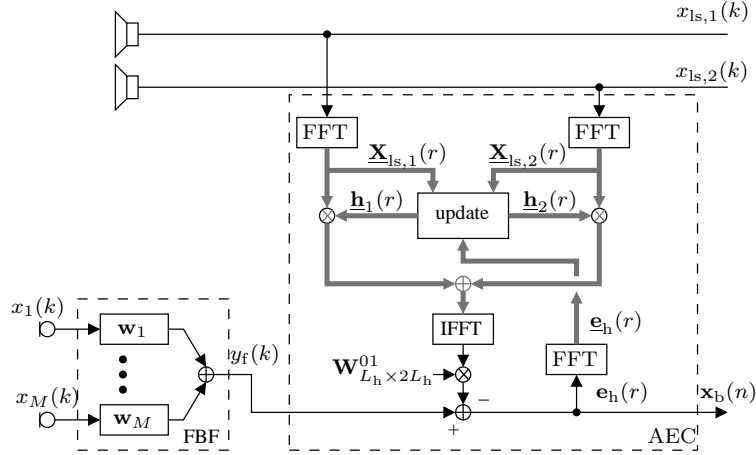 x_ls,1(k)
x_ls,2(k)
FFT FFT
X_ls,1(r) X_ls,2(r)
h_1(r) update h_2(r)
x_1(k) w_1
IFFT e_h(r)
y_f(k) W^01_{L_h×2L_h} FFT
x_M(k) w_M e_h(r) x_b(n)
−
+
FBF AEC